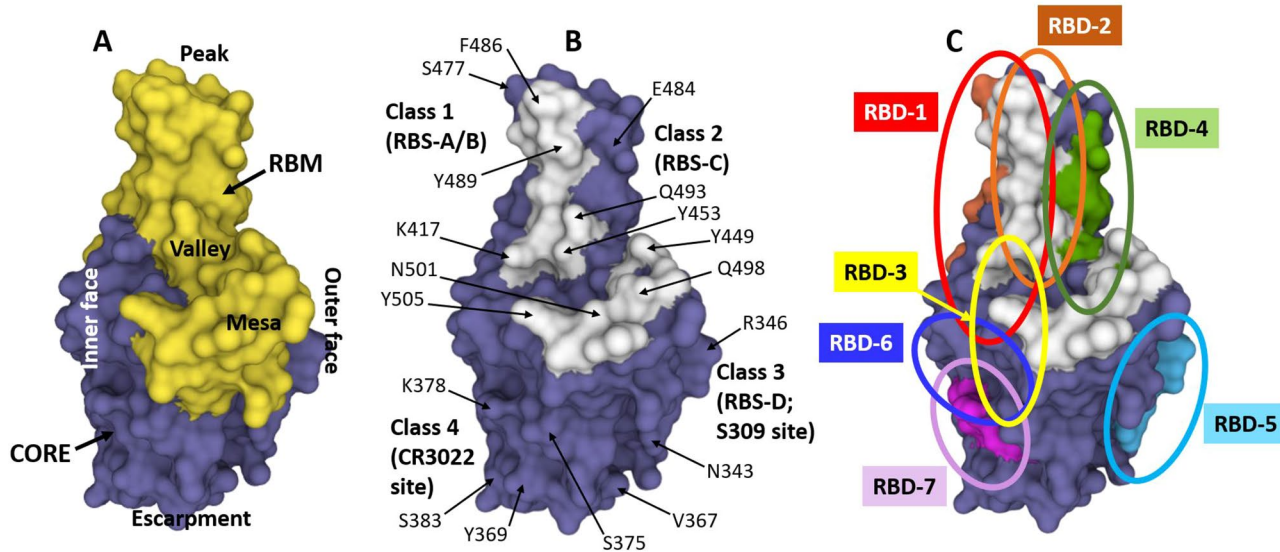 A
Peak
RBM
Valley
Inner face
Outer face
Mesa
CORE
Escarpment
B
F486
S477
E484
Class 1
(RBS-A/B)
Class 2
(RBS-C)
Y489
Q493
Y453
K417
Y449
N501
Q498
Y505
R346
K378
Class 3
(RBS-D;
S309 site)
Class 4
(CR3022
site)
N343
S383
Y369
S375
V367
C
RBD-2
RBD-1
RBD-4
RBD-3
RBD-6
RBD-5
RBD-7